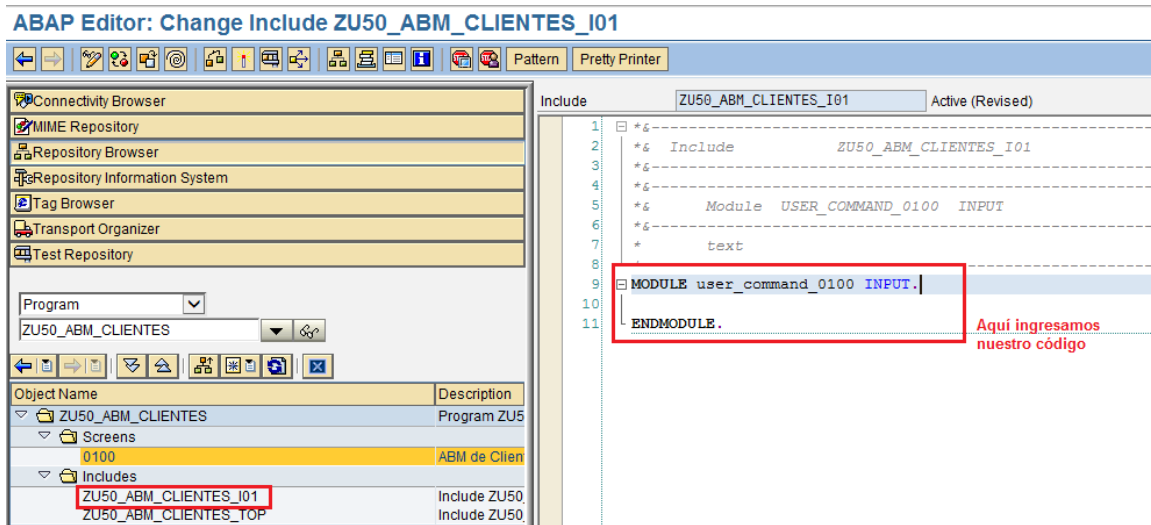 ABAP Editor: Change Include ZU50_ABM_CLIENTES_I01
Pattern
Pretty Printer
Connectivity Browser
MIME Repository
Repository Browser
Repository Information System
Tag Browser
Transport Organizer
Test Repository
Program
ZU50_ABM_CLIENTES
Object Name Description
ZU50_ABM_CLIENTES Program ZU5
Screens
0100 ABM de Clien
Includes
ZU50_ABM_CLIENTES_I01 Include ZU50_
ZU50_ABM_CLIENTES_TOP Include ZU50_
Include ZU50_ABM_CLIENTES_I01 Active (Revised)
1 *&---------------------------------------------------------
2 *& Include ZU50_ABM_CLIENTES_I01
3 *&---------------------------------------------------------
4 *&---------------------------------------------------------
5 *& Module USER_COMMAND_0100 INPUT
6 *&---------------------------------------------------------
7 * text
8 *----------------------------------------------------------
9 MODULE user_command_0100 INPUT.
10
11 ENDMODULE.
Aquí ingresamos
nuestro código